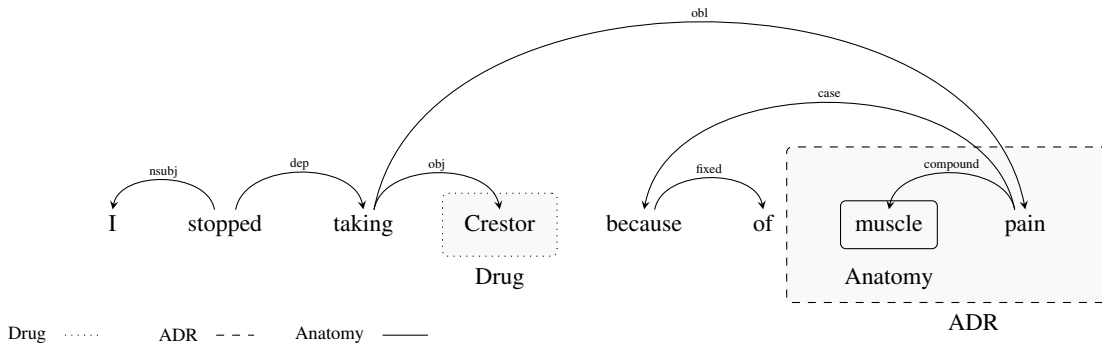 obl
case
nsubj dep obj fixed compound
I stopped taking Crestor because of muscle pain
Drug Anatomy
ADR
Drug ADR Anatomy